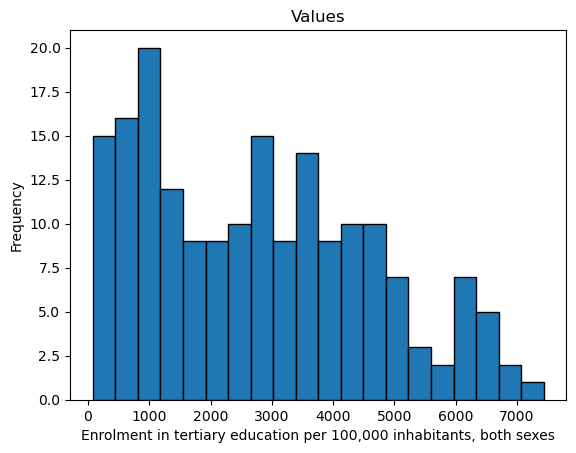 Values
20.0
17.5
15.0
12.5
10.0
7.5
5.0
2.5
0.0
Frequency
0 1000 2000 3000 4000 5000 6000 7000
Enrolment in tertiary education per 100,000 inhabitants, both sexes